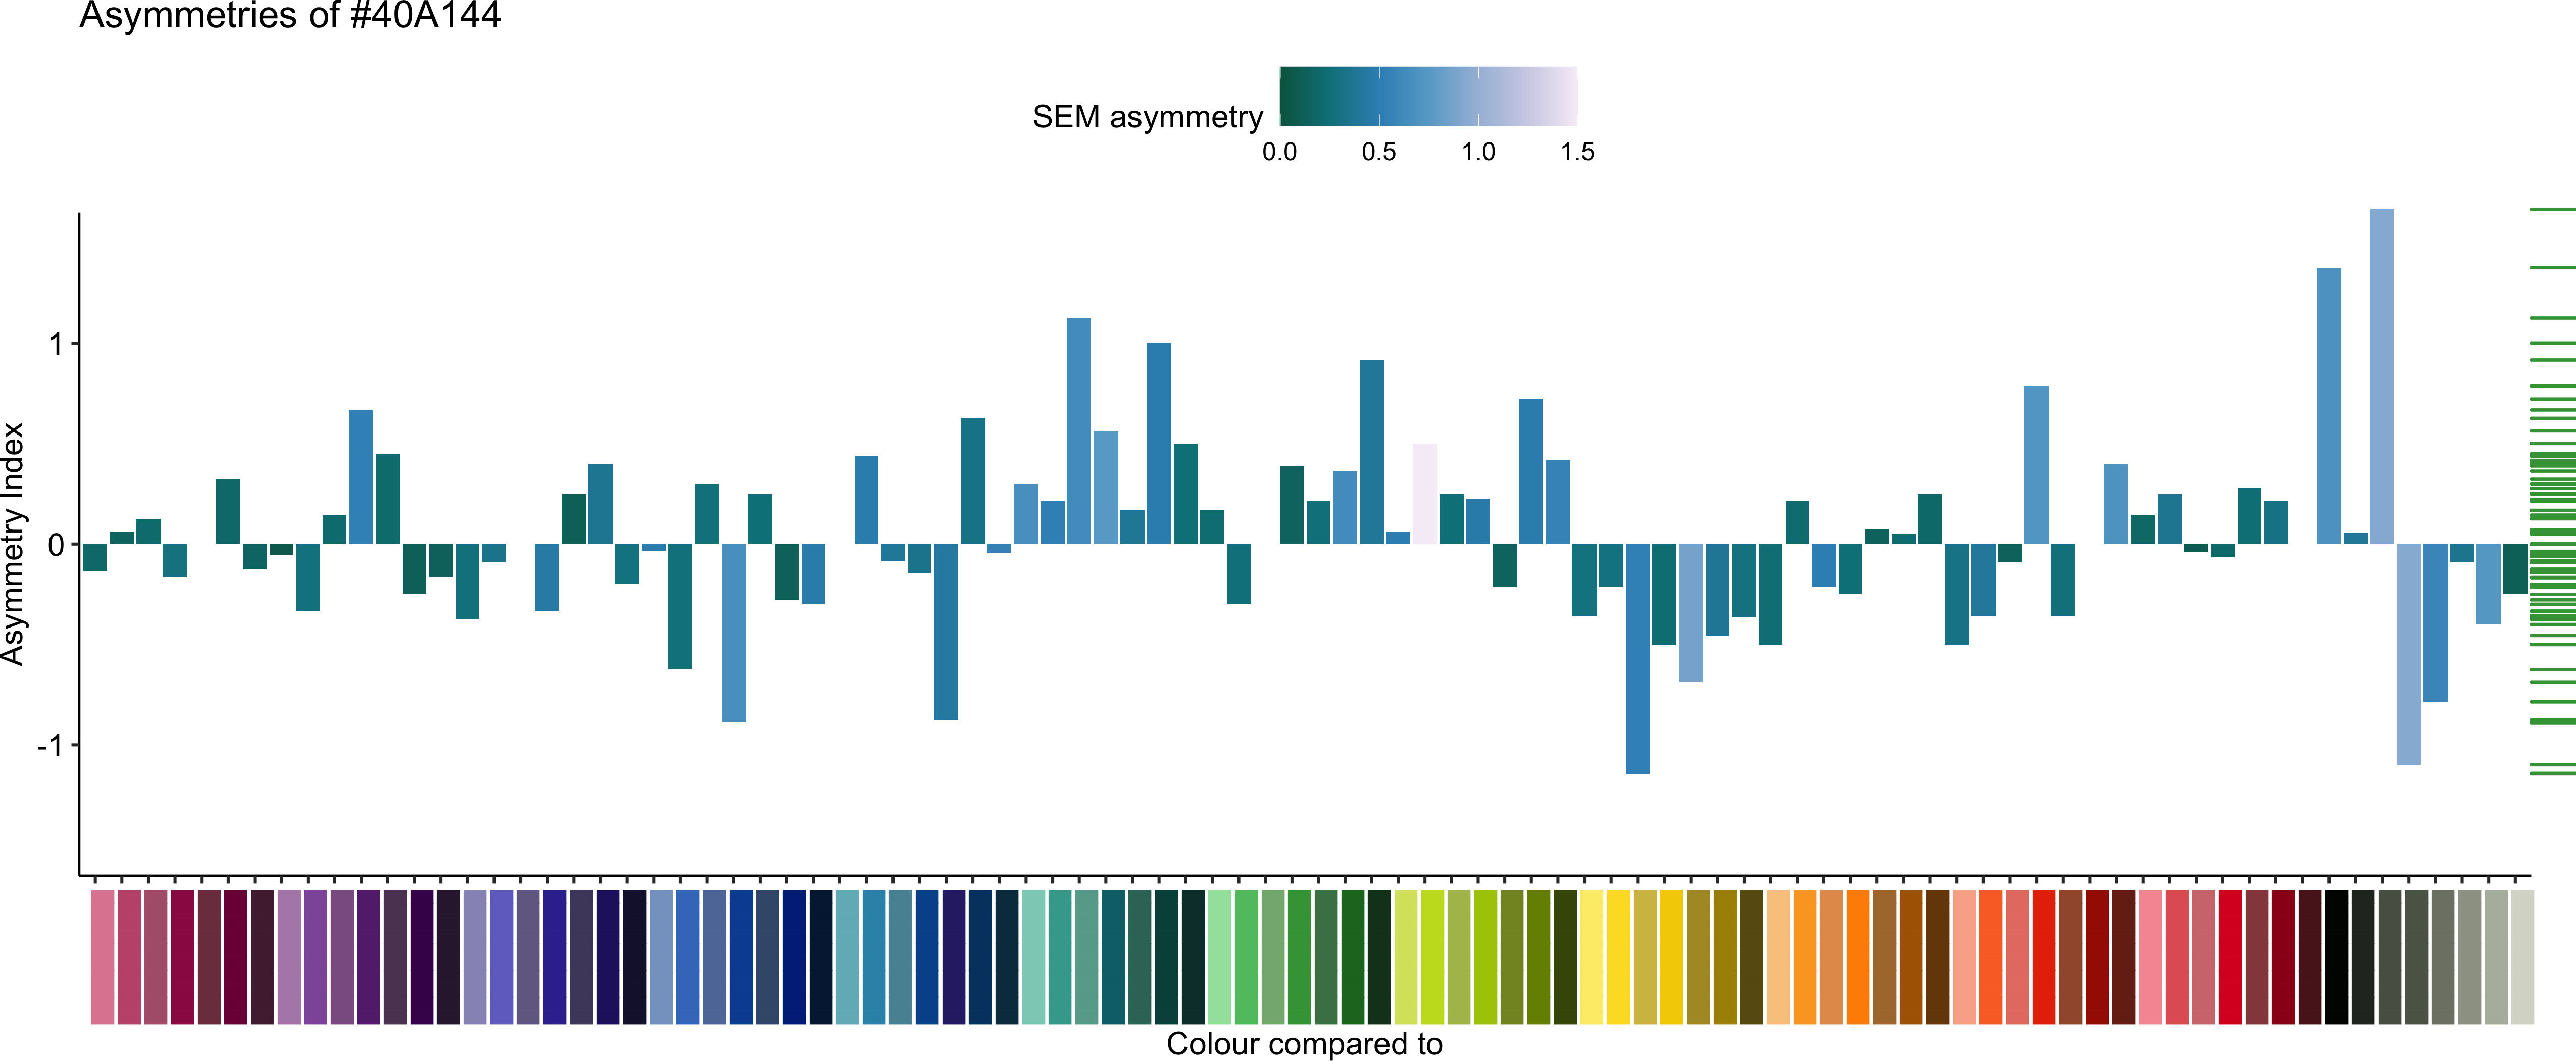 Asymmetries of #40A144
SEM asymmetry
0.0 0.5 1.0 1.5
Asymmetry Index
1
0
-1
Colour compared to